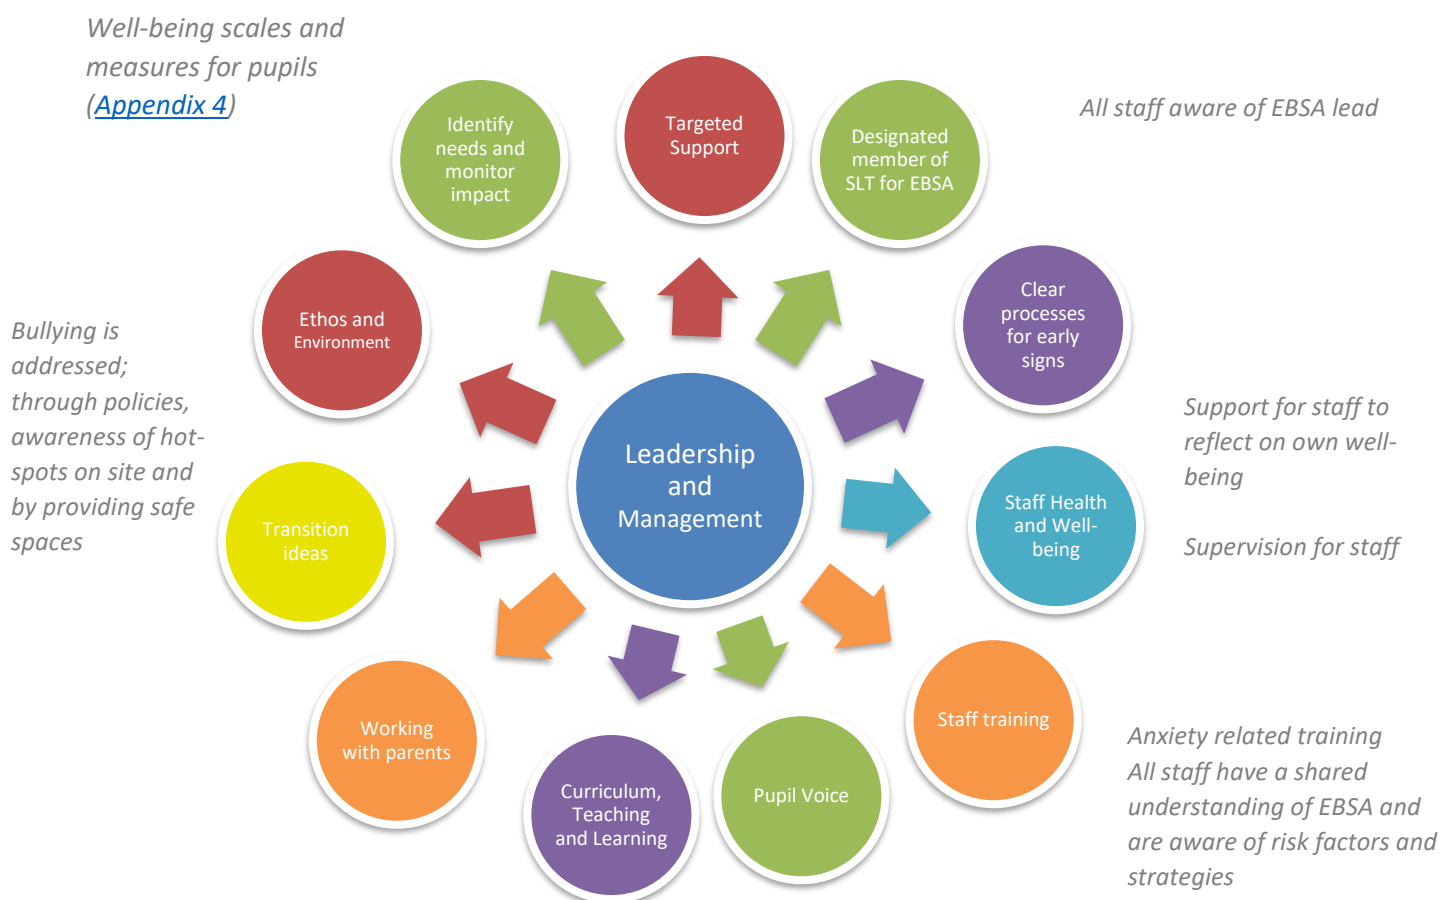 Well-being scales and
measures for pupils
(Appendix 4)
Identify
needs and
monitor
impact
Targeted
Support
Designated
member of
SLT for EBSA
All staff aware of EBSA lead
Clear
processes
for early
signs
Ethos and
Environment
Bullying is
addressed;
through policies,
awareness of hot-
spots on site and
by providing safe
spaces
Leadership
and
Management
Support for staff to
reflect on own well-
being
Supervision for staff
Staff Health
and Well-
being
Transition
ideas
Staff training
Working
with parents
Curriculum,
Teaching
and Learning
Pupil Voice
Anxiety related training
All staff have a shared
understanding of EBSA and
are aware of risk factors and
strategies